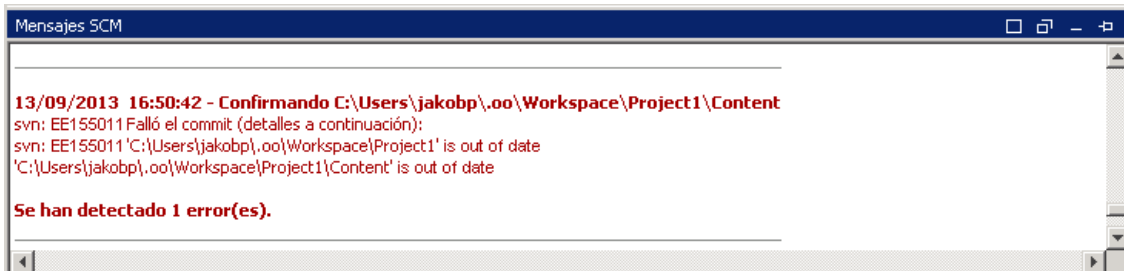 Mensajes SCM
13/09/2013 16:50:42 - Confirmando C:\Users\jakobp\.oo\Workspace\Project1\Content
svn: EE155011 Falló el commit (detalles a continuación):
svn: EE155011 'C:\Users\jakobp\.oo\Workspace\Project1' is out of date
'C:\Users\jakobp\.oo\Workspace\Project1\Content' is out of date
Se han detectado 1 error(es).